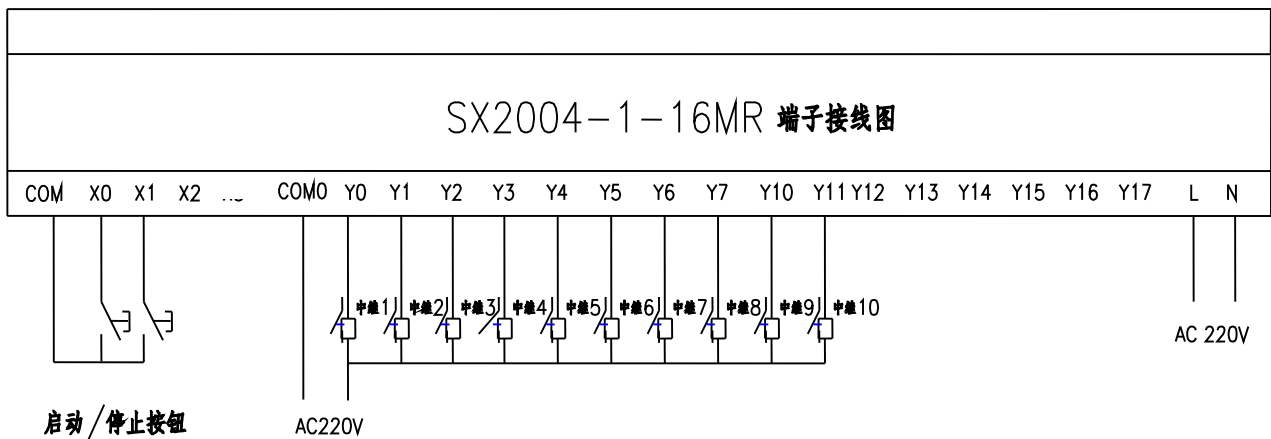 SX2004-1-16MR 端子接线图
COM X0 X1 X2 COM0 Y0 Y1 Y2 Y3 Y4 Y5 Y6 Y7 Y10 Y11 Y12 Y13 Y14 Y15 Y16 Y17 L N
中继1 中继2 中继3 中继4 中继5 中继6 中继7 中继8 中继9 中继10
AC 220V
启动/停止按钮 AC220V